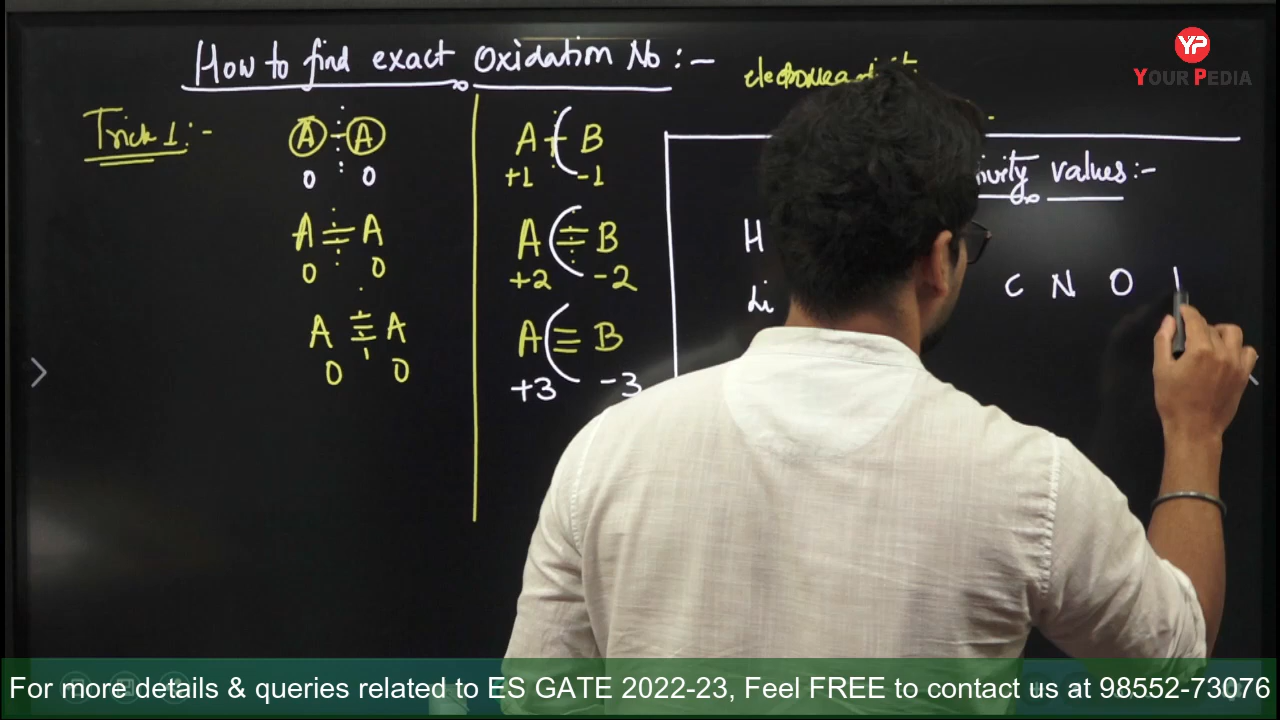 YP
YOUR PEDIA
How to find exact Oxidation No :-
Trick 1:-
A - A
0 0
A = A
0 0
A ≡ A
0 0
A - B
+1 -1
A = B
+2 -2
A ≡ B
+3 -3
values:-
H
Li C N O
For more details & queries related to ES GATE 2022-23, Feel FREE to contact us at 98552-73076